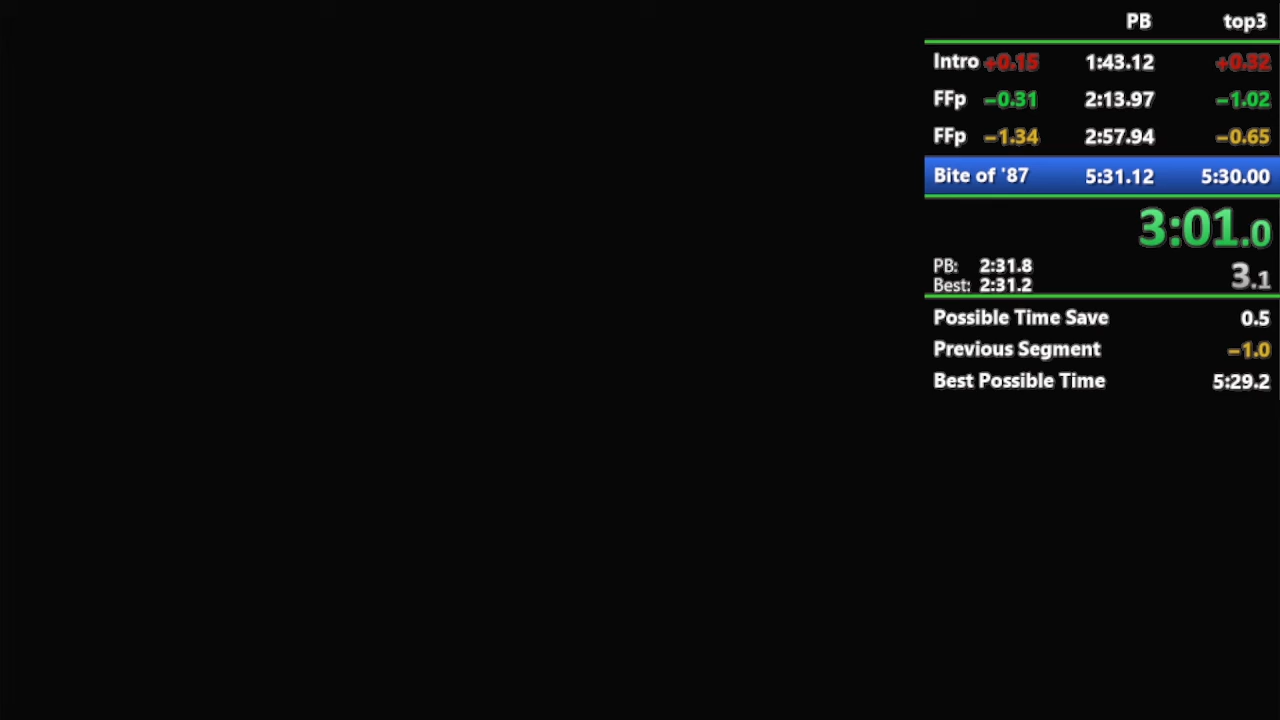 PB top3
Intro +0.15 1:43.12 +0.32
FFp −0.31 2:13.97 −1.02
FFp −1.34 2:57.94 −0.65
Bite of '87 5:31.12 5:30.00
3:01.0
PB: 2:31.8 3.1
Best: 2:31.2
Possible Time Save 0.5
Previous Segment −1.0
Best Possible Time 5:29.2